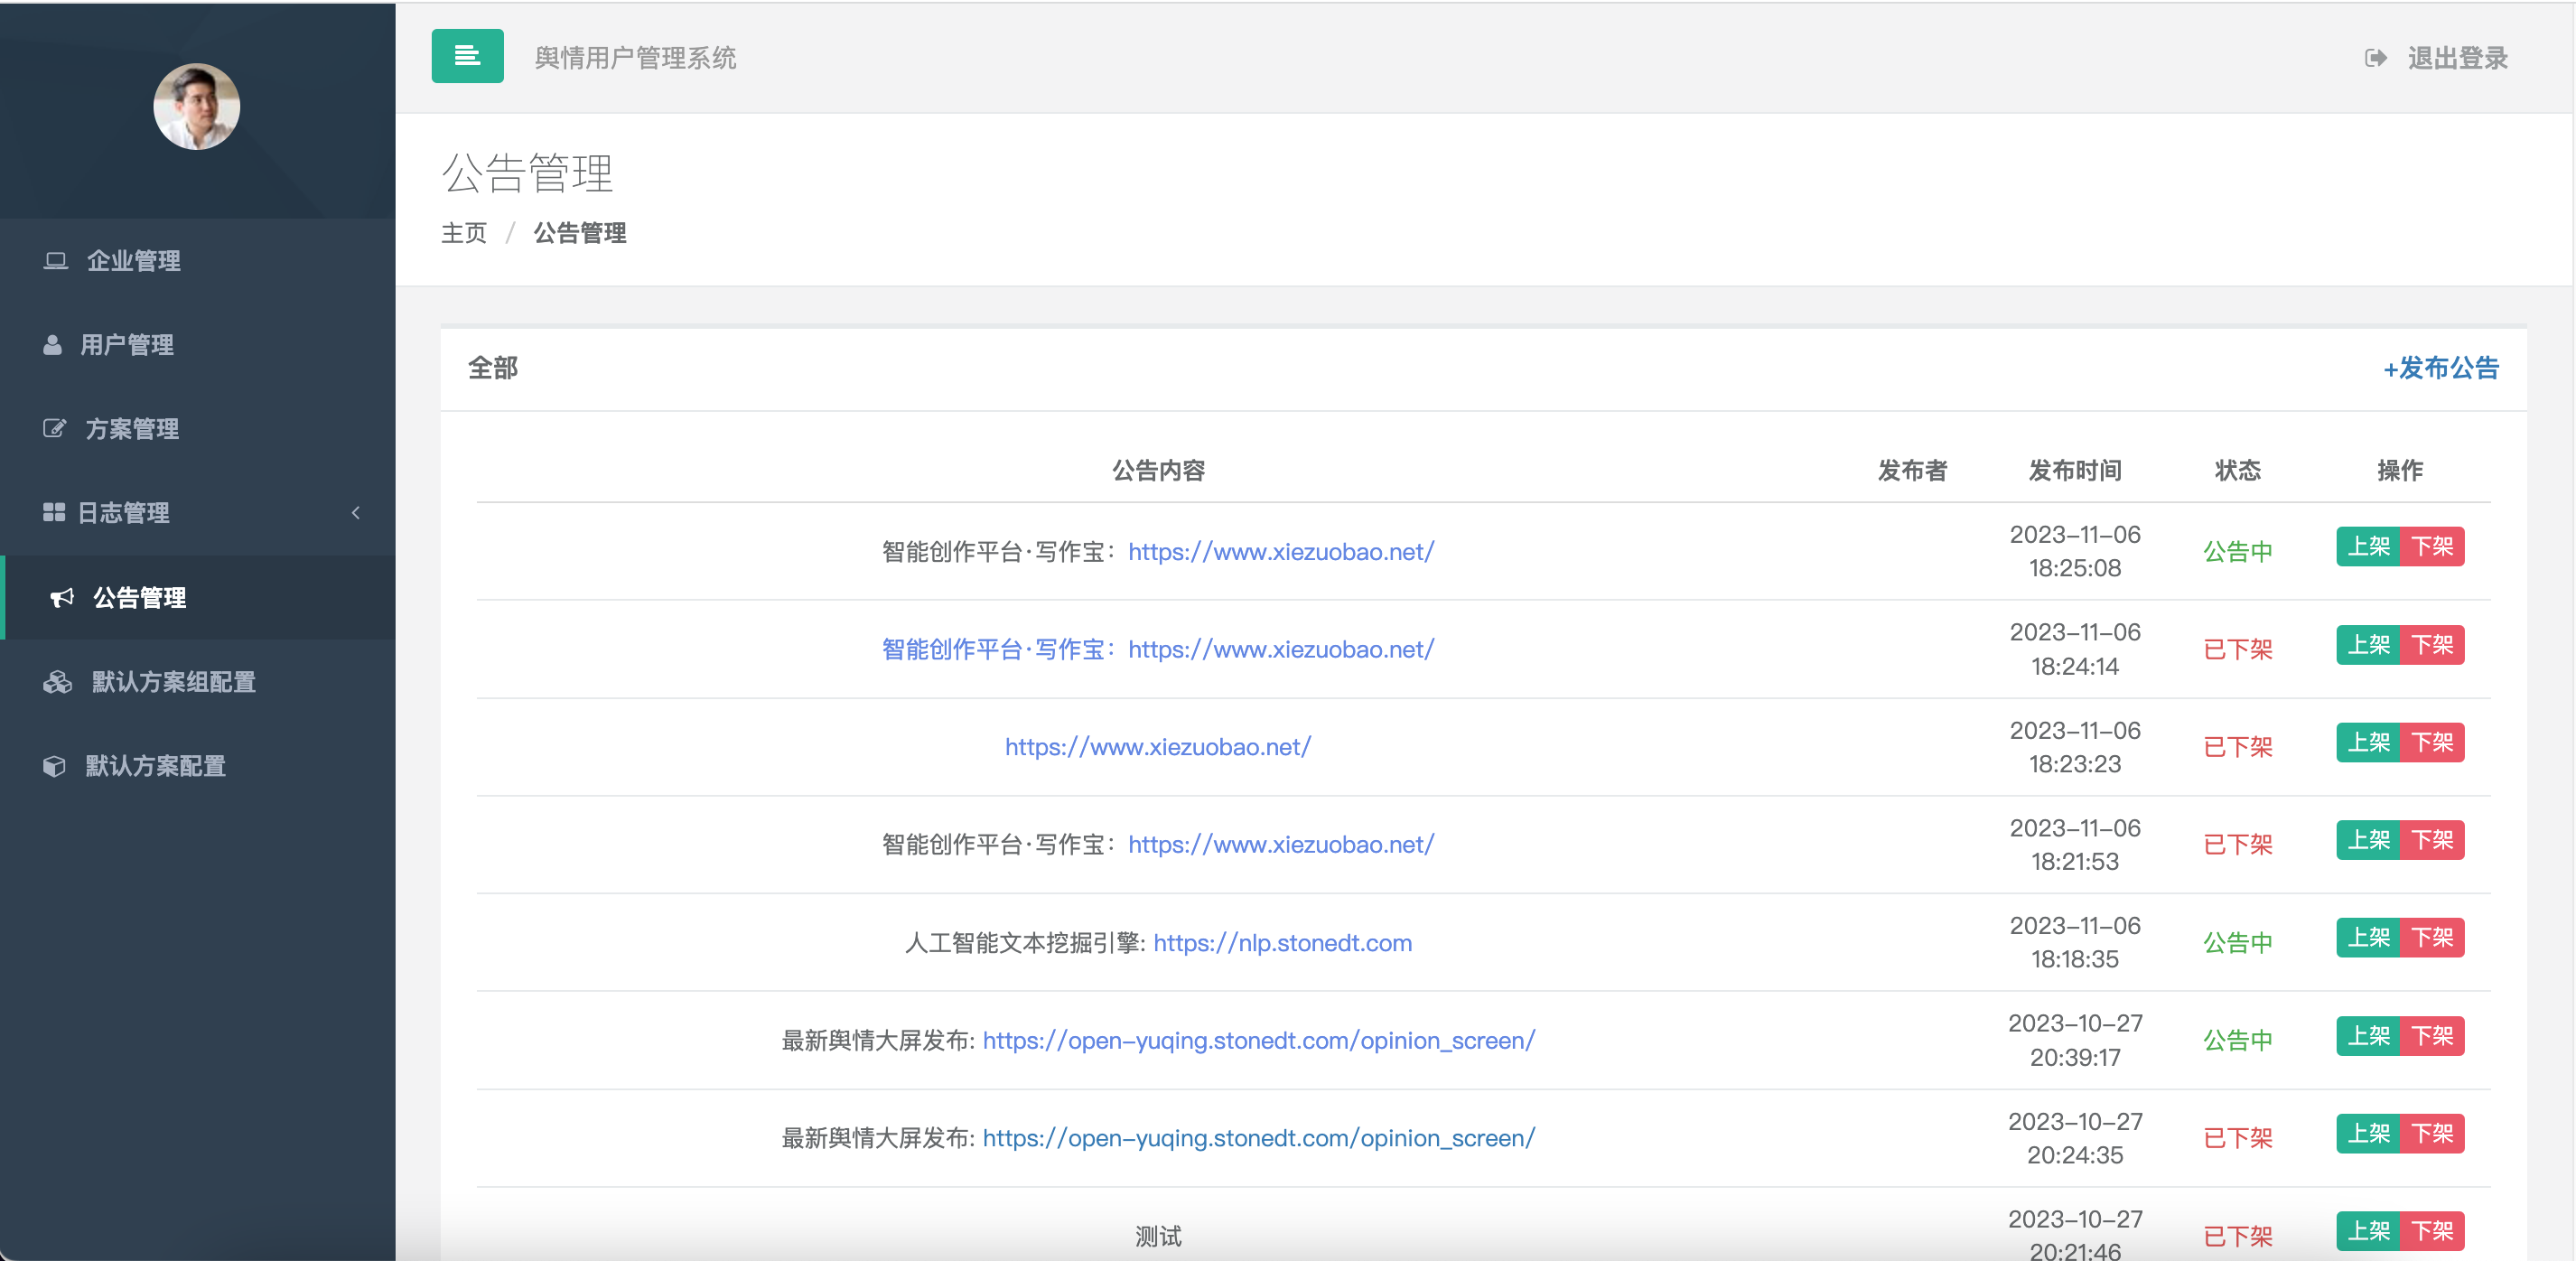 舆情用户管理系统
退出登录
公告管理
主页 / 公告管理
企业管理
用户管理
方案管理
日志管理
公告管理
默认方案组配置
默认方案配置
全部
+发布公告
公告内容 发布者 发布时间 状态 操作
智能创作平台·写作宝：https://www.xiezuobao.net/ 2023-11-06 18:25:08 公告中 上架 下架
智能创作平台·写作宝：https://www.xiezuobao.net/ 2023-11-06 18:24:14 已下架 上架 下架
https://www.xiezuobao.net/ 2023-11-06 18:23:23 已下架 上架 下架
智能创作平台·写作宝：https://www.xiezuobao.net/ 2023-11-06 18:21:53 已下架 上架 下架
人工智能文本挖掘引擎: https://nlp.stonedt.com 2023-11-06 18:18:35 公告中 上架 下架
最新舆情大屏发布: https://open-yuqing.stonedt.com/opinion_screen/ 2023-10-27 20:39:17 公告中 上架 下架
最新舆情大屏发布: https://open-yuqing.stonedt.com/opinion_screen/ 2023-10-27 20:24:35 已下架 上架 下架
测试 2023-10-27 20:21:46 已下架 上架 下架